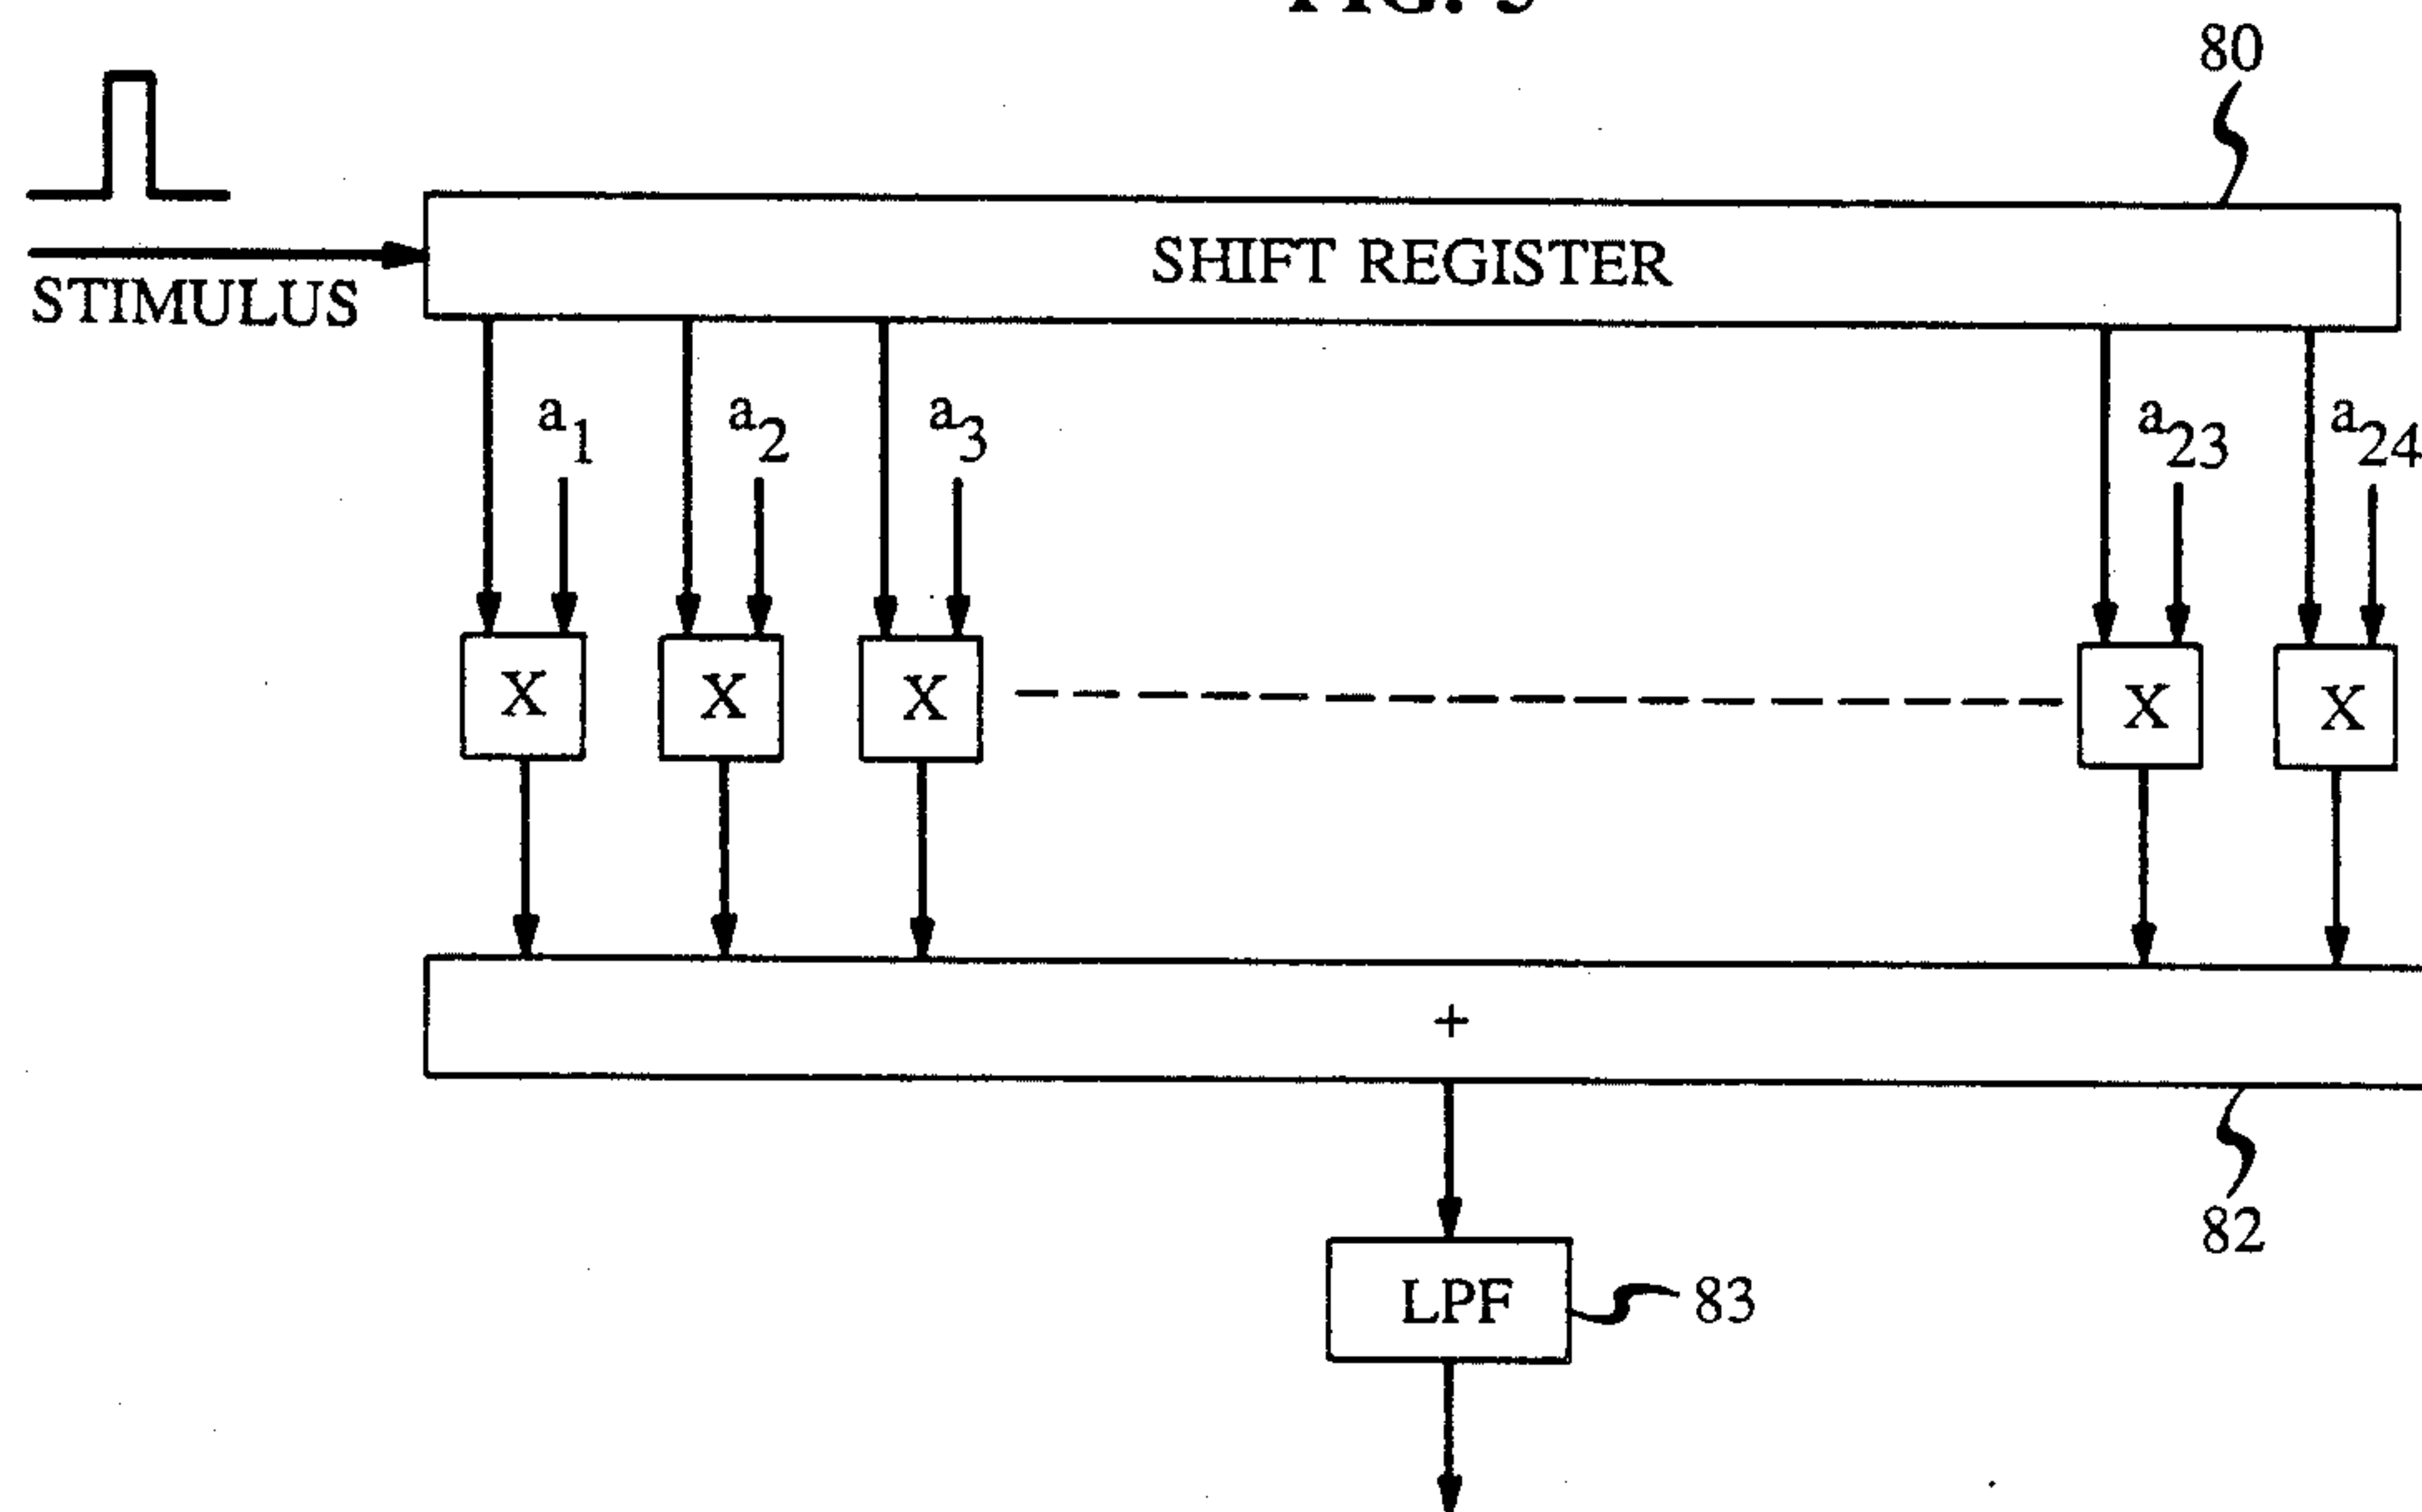 80
SHIFT REGISTER
STIMULUS
a1 a2 a3 a23 a24
X X X X X
+
82
LPF 83